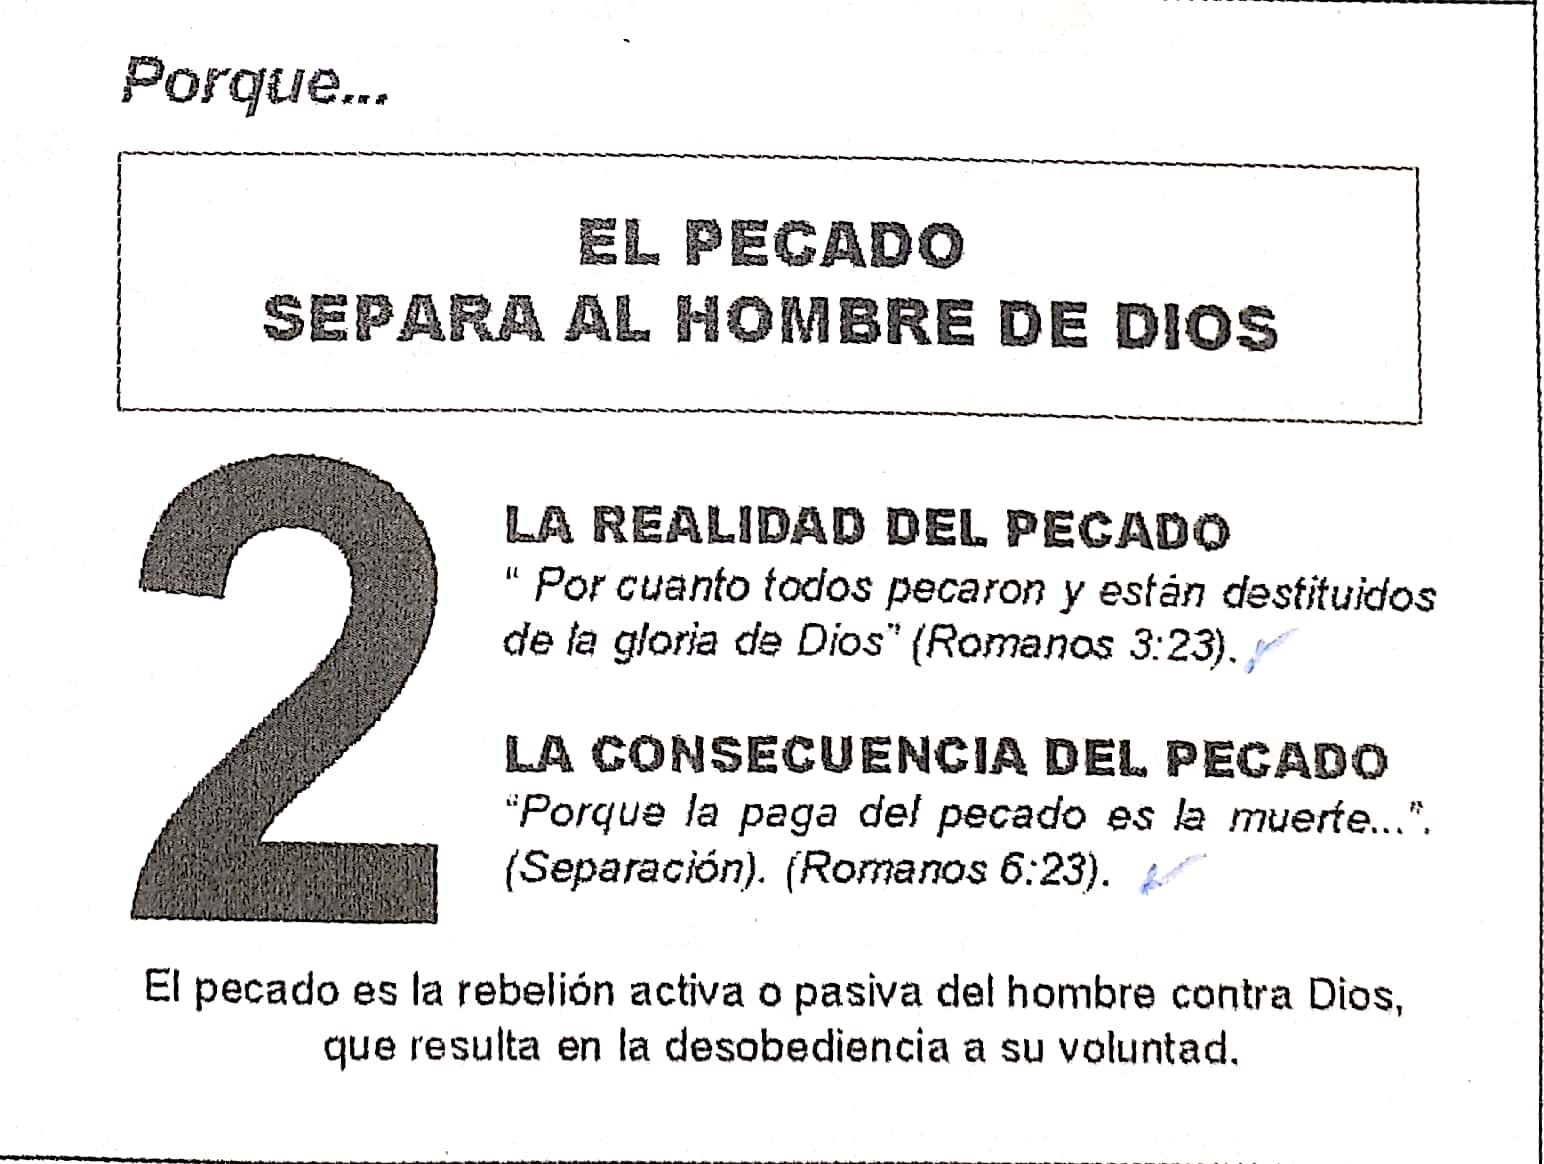 Porque...
EL PECADO
SEPARA AL HOMBRE DE DIOS
2
LA REALIDAD DEL PECADO
“ Por cuanto todos pecaron y están destituidos
de la gloria de Dios” (Romanos 3:23).
LA CONSECUENCIA DEL PECADO
“Porque la paga del pecado es la muerte...”.
(Separación). (Romanos 6:23).
El pecado es la rebelión activa o pasiva del hombre contra Dios,
que resulta en la desobediencia a su voluntad.